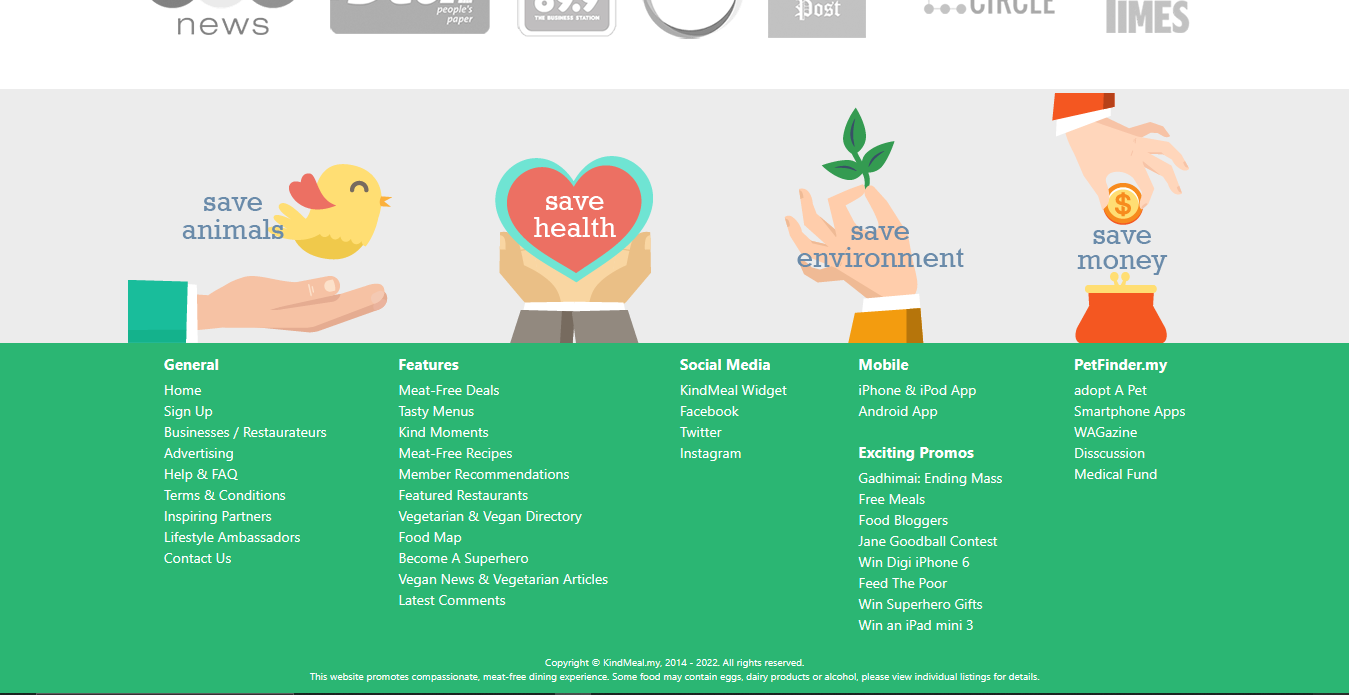 news
people's
paper
89.9
THE BUSINESS STATION
Post
CIRCLE
TIMES
save
animals
save
health
save
environment
$
save
money
General
Home
Sign Up
Businesses / Restaurateurs
Advertising
Help & FAQ
Terms & Conditions
Inspiring Partners
Lifestyle Ambassadors
Contact Us
Features
Meat-Free Deals
Tasty Menus
Kind Moments
Meat-Free Recipes
Member Recommendations
Featured Restaurants
Vegetarian & Vegan Directory
Food Map
Become A Superhero
Vegan News & Vegetarian Articles
Latest Comments
Social Media
KindMeal Widget
Facebook
Twitter
Instagram
Mobile
iPhone & iPod App
Android App
Exciting Promos
Gadhimai: Ending Mass
Free Meals
Food Bloggers
Jane Goodball Contest
Win Digi iPhone 6
Feed The Poor
Win Superhero Gifts
Win an iPad mini 3
PetFinder.my
adopt A Pet
Smartphone Apps
WAGazine
Disscussion
Medical Fund
Copyright © KindMeal.my, 2014 - 2022. All rights reserved.
This website promotes compassionate, meat-free dining experience. Some food may contain eggs, dairy products or alcohol, please view individual listings for details.